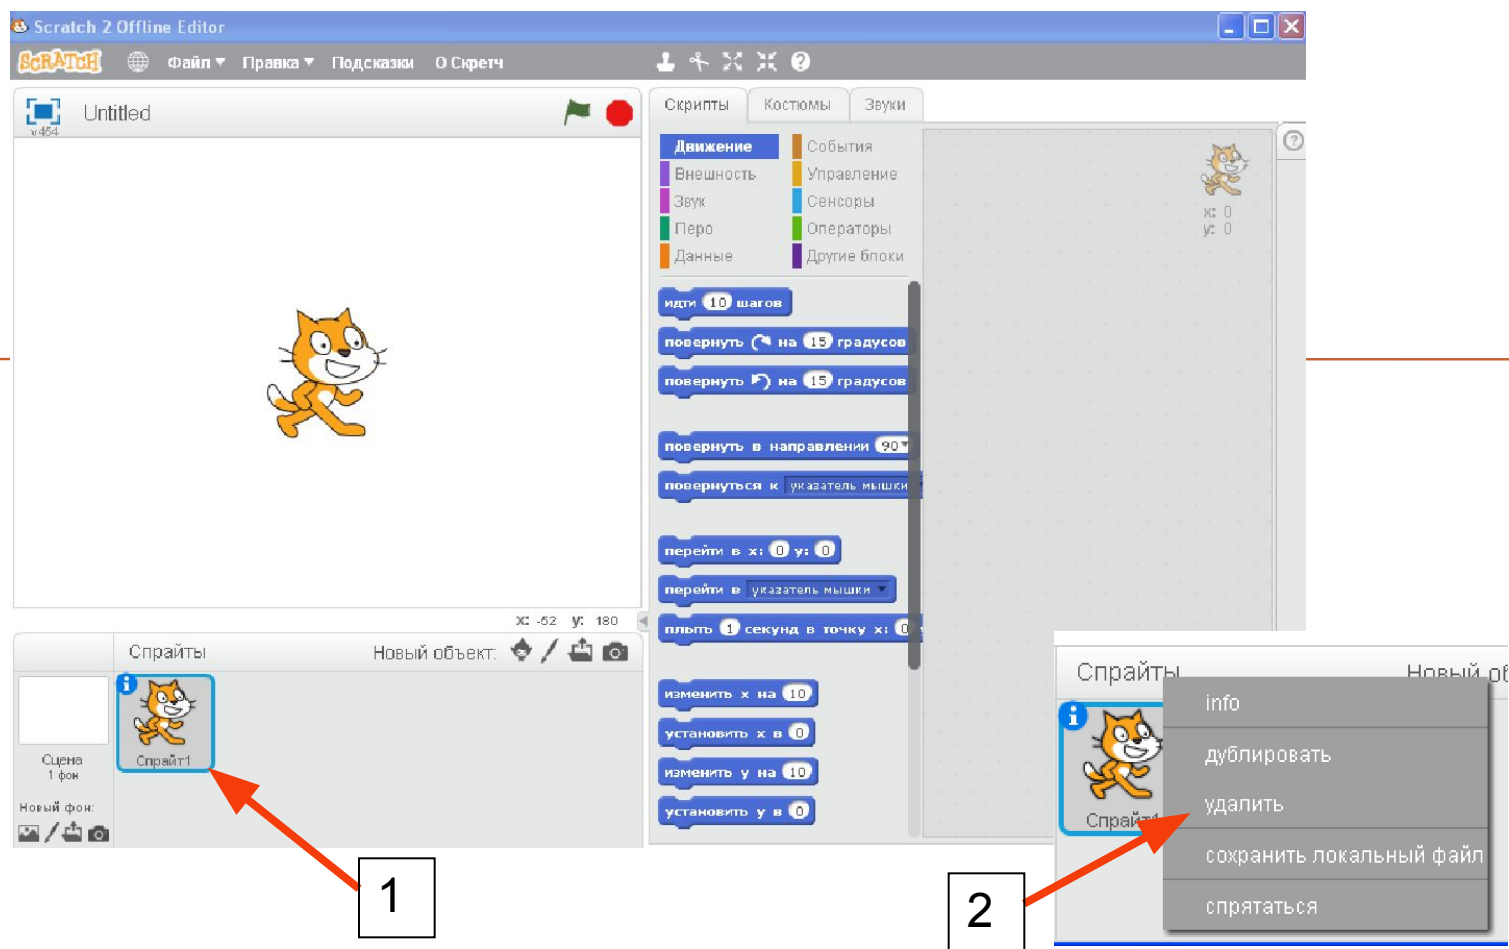 Scratch 2 Offline Editor
SCRATCH Файл Правка Подсказки О Скретч
v454 Untitled
Скрипты Костюмы Звуки
Движение События
Внешность Управление
Звук Сенсоры
Перо Операторы
Данные Другие блоки
x: 0
y: 0
идти 10 шагов
повернуть на 15 градусов
повернуть на 15 градусов
повернуть в направлении 90
повернуться к указатель мышки
перейти в x: 0 y: 0
перейти в указатель мышки
плыть 1 секунд в точку x: 0
изменить x на 10
установить x в 0
изменить y на 10
установить y в 0
x: -52 y: 180
Спрайты Новый объект:
Спрайт1
Сцена
1 фон
Новый фон:
1
2
Спрайты Новый об
Спрайт1
info
дублировать
удалить
сохранить локальный файл
спрятаться